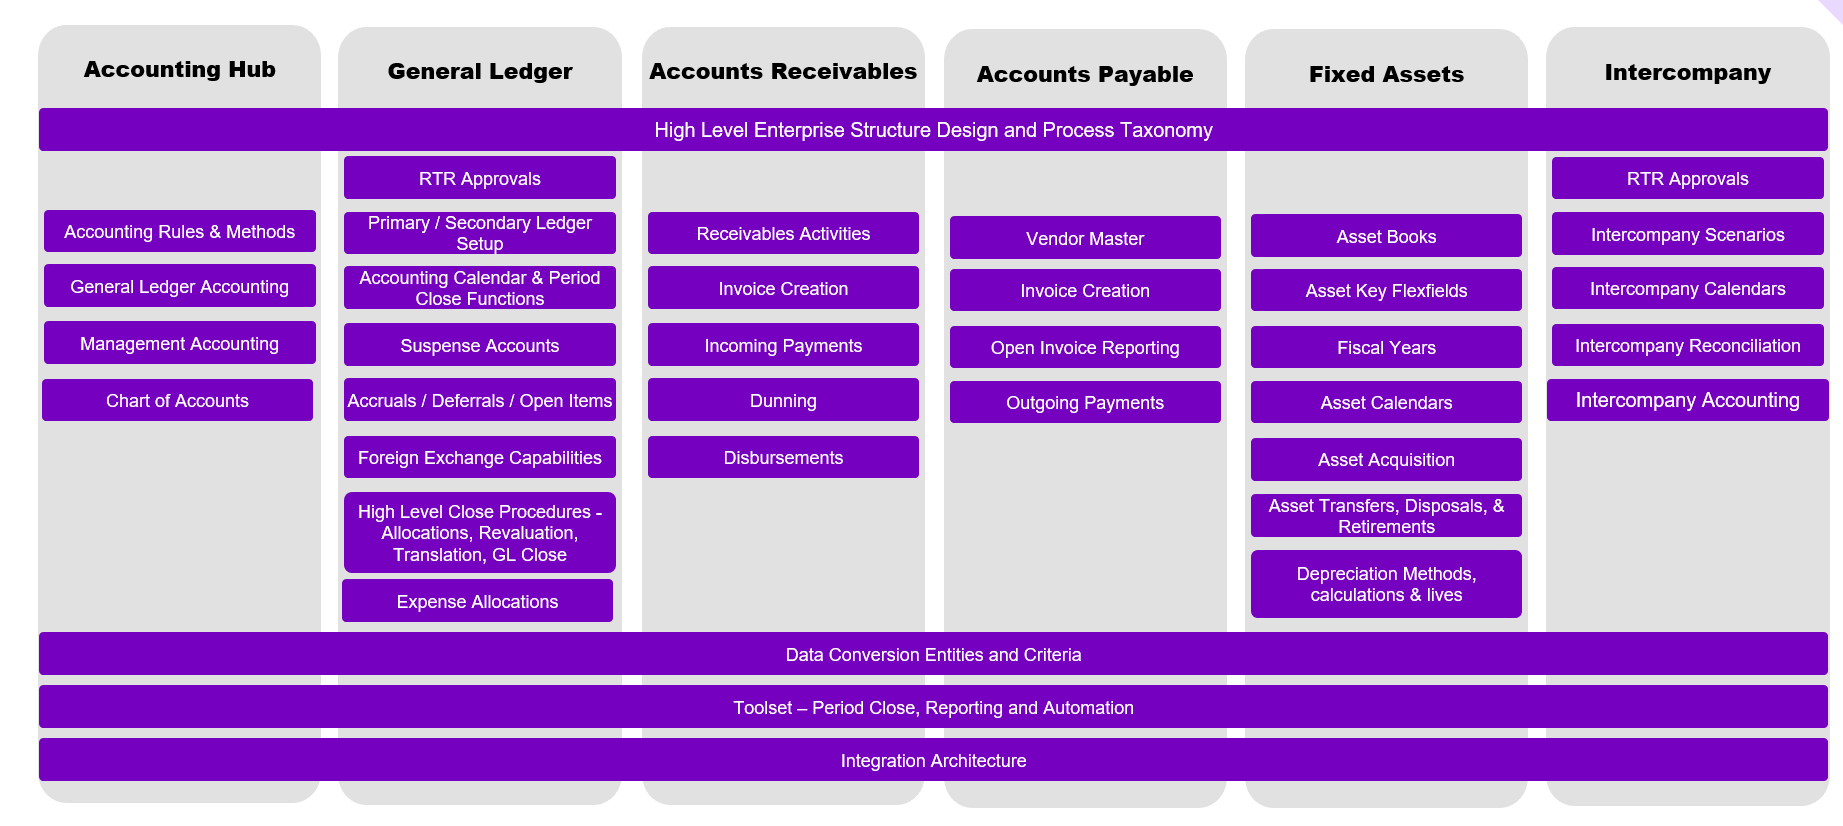 Accounting Hub
General Ledger
Accounts Receivables
Accounts Payable
Fixed Assets
Intercompany
High Level Enterprise Structure Design and Process Taxonomy
Accounting Rules & Methods
General Ledger Accounting
Management Accounting
Chart of Accounts
RTR Approvals
Primary / Secondary Ledger
Setup
Accounting Calendar & Period
Close Functions
Suspense Accounts
Accruals / Deferrals / Open Items
Foreign Exchange Capabilities
High Level Close Procedures -
Allocations, Revaluation,
Translation, GL Close
Expense Allocations
Receivables Activities
Invoice Creation
Incoming Payments
Dunning
Disbursements
Vendor Master
Invoice Creation
Open Invoice Reporting
Outgoing Payments
Asset Books
Asset Key Flexfields
Fiscal Years
Asset Calendars
Asset Acquisition
Asset Transfers, Disposals, &
Retirements
Depreciation Methods,
calculations & lives
RTR Approvals
Intercompany Scenarios
Intercompany Calendars
Intercompany Reconciliation
Intercompany Accounting
Data Conversion Entities and Criteria
Toolset – Period Close, Reporting and Automation
Integration Architecture